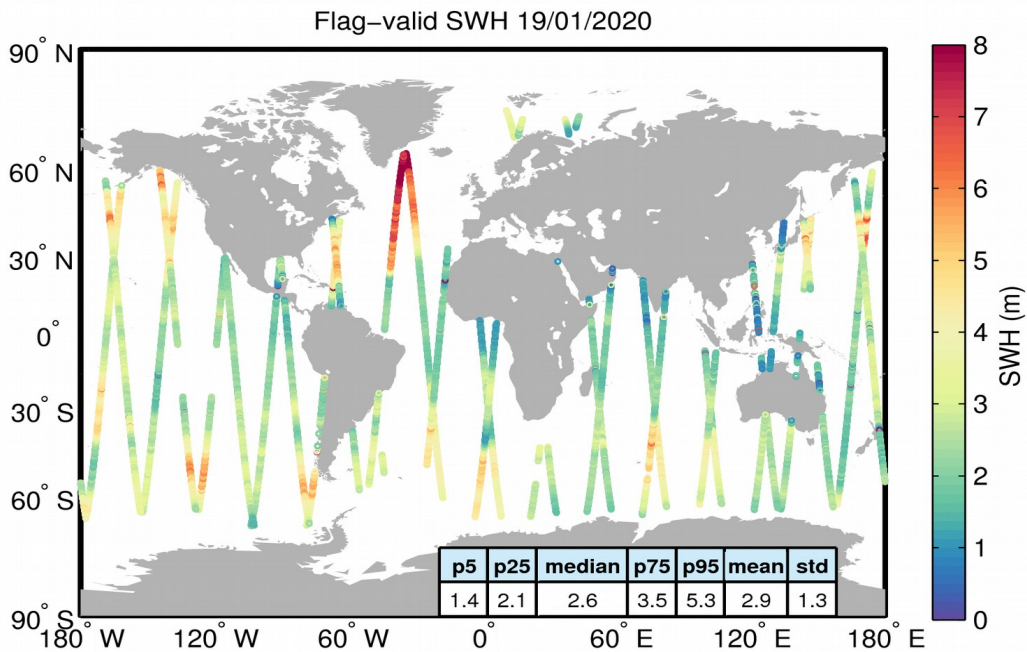 Flag−valid SWH 19/01/2020
90° N
60° N
30° N
0°
30° S
60° S
90° S
180° W
120° W
60° W
0°
60° E
120° E
180° E
8
7
6
5
4
3
2
1
0
SWH (m)
p5 p25 median p75 p95 mean std
1.4 2.1 2.6 3.5 5.3 2.9 1.3